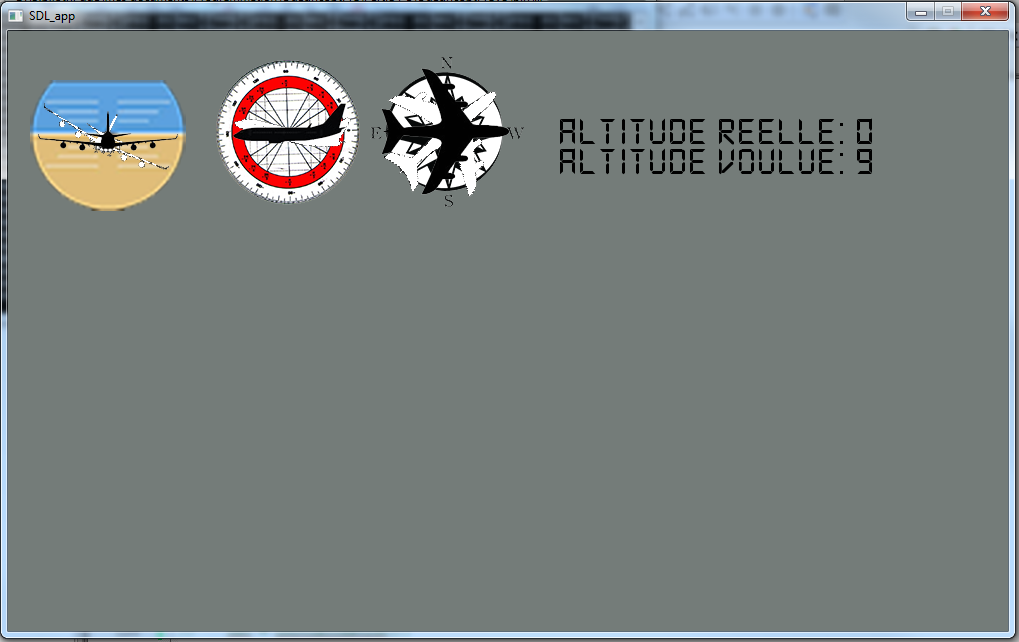 SDL_app
N
E W
S
ALTITUDE REELLE: 0
ALTITUDE VOULUE: 9